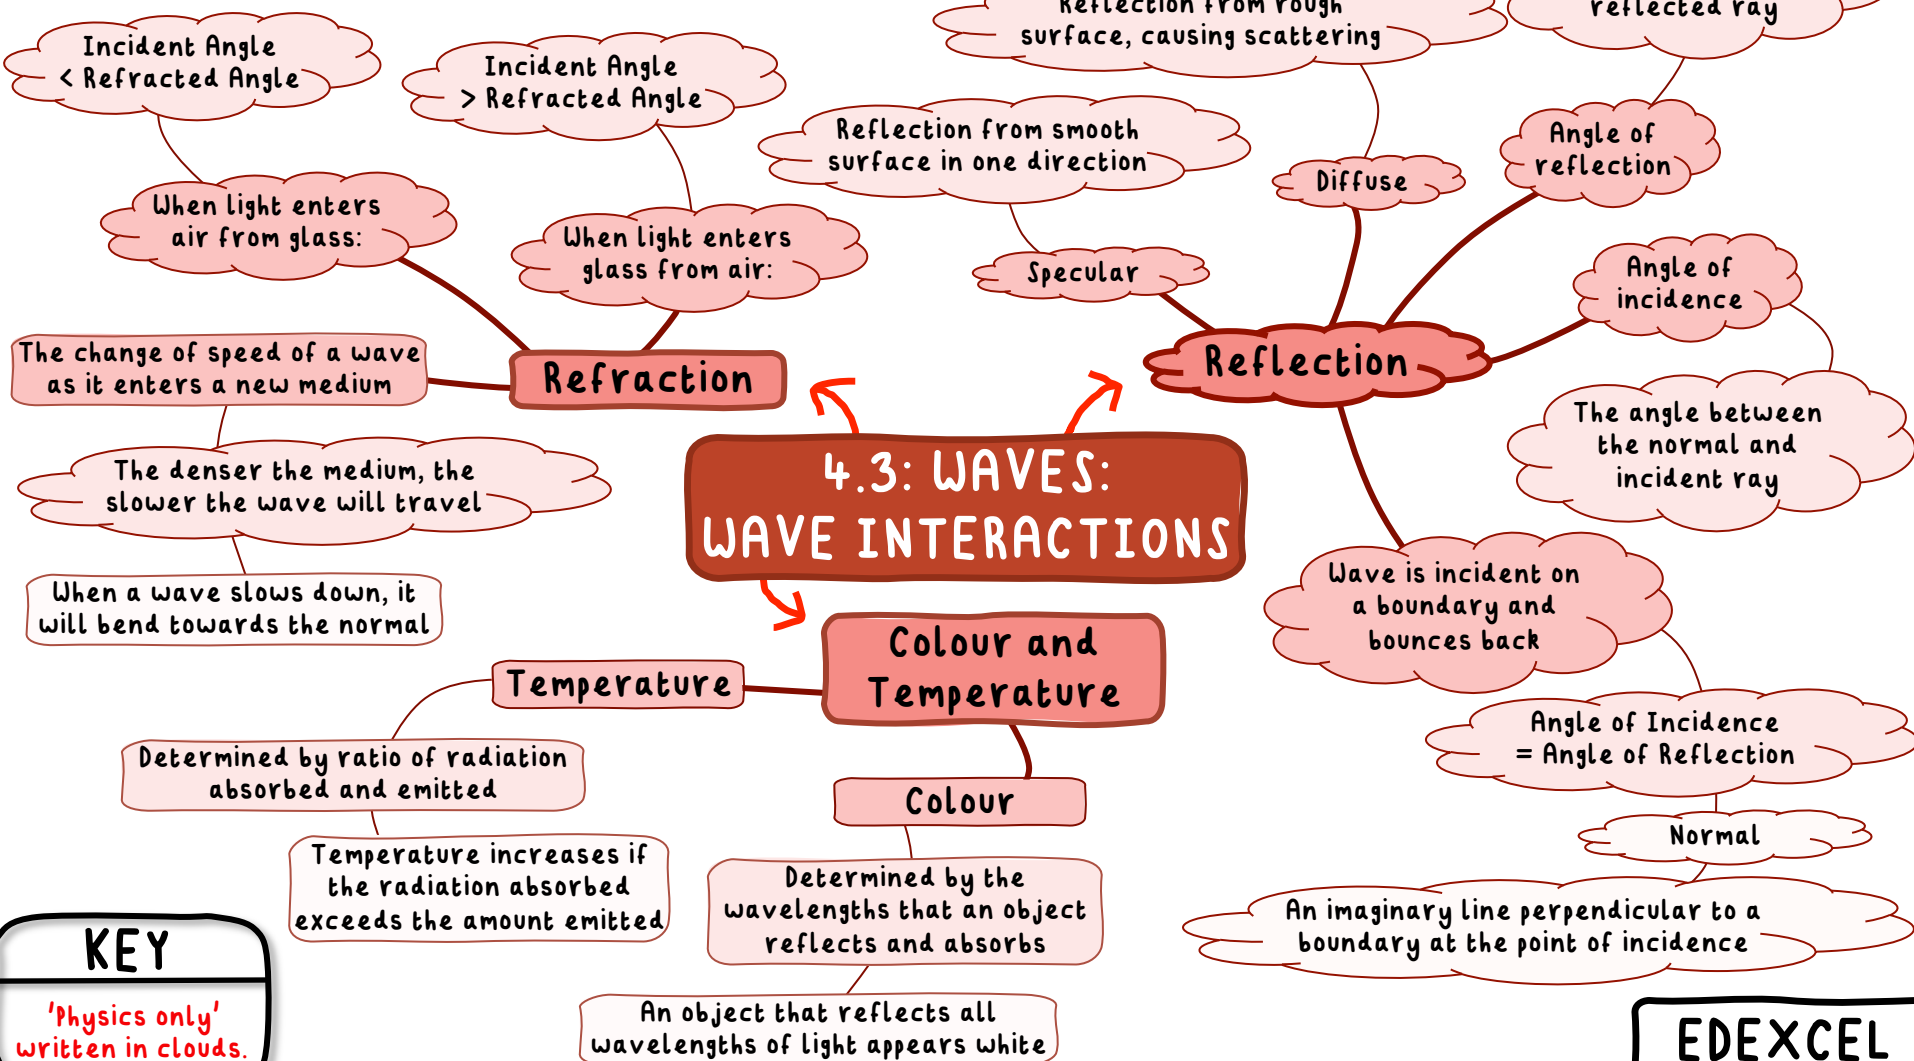 Incident Angle
< Refracted Angle
Incident Angle
> Refracted Angle
When light enters
air from glass:
When light enters
glass from air:
The change of speed of a wave
as it enters a new medium
Refraction
The denser the medium, the
slower the wave will travel
When a wave slows down, it
will bend towards the normal
Reflection from rough
surface, causing scattering
reflected ray
Reflection from smooth
surface in one direction
Diffuse
Angle of
reflection
Specular
Angle of
incidence
Reflection
The angle between
the normal and
incident ray
4.3: WAVES:
WAVE INTERACTIONS
Wave is incident on
a boundary and
bounces back
Angle of Incidence
= Angle of Reflection
Normal
An imaginary line perpendicular to a
boundary at the point of incidence
Colour and
Temperature
Temperature
Determined by ratio of radiation
absorbed and emitted
Temperature increases if
the radiation absorbed
exceeds the amount emitted
Colour
Determined by the
wavelengths that an object
reflects and absorbs
An object that reflects all
wavelengths of light appears white
KEY
'Physics only'
written in clouds.
EDEXCEL